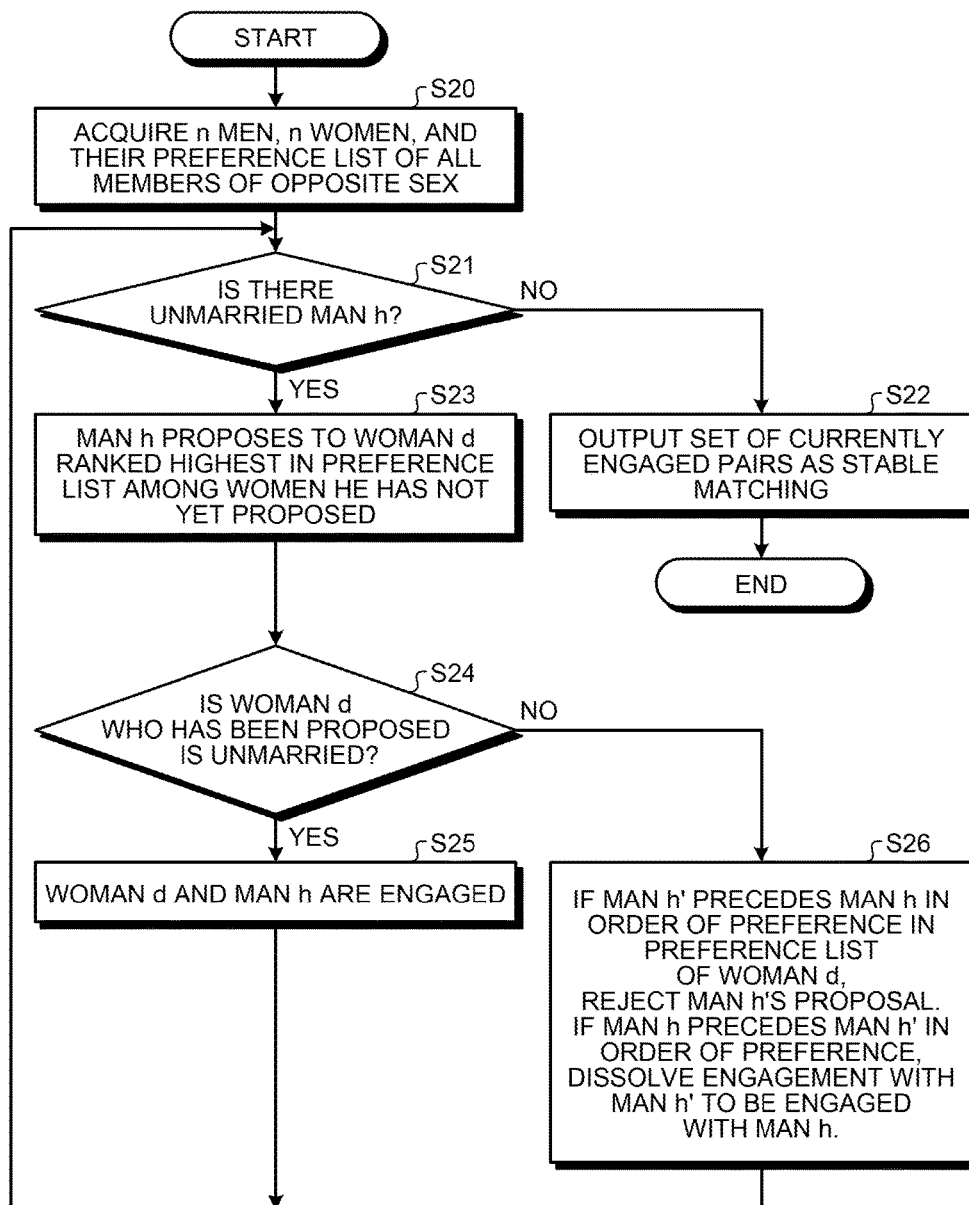 START
S20
ACQUIRE n MEN, n WOMEN, AND
THEIR PREFERENCE LIST OF ALL
MEMBERS OF OPPOSITE SEX
S21
IS THERE
UNMARRIED MAN h?
NO
YES
S23
MAN h PROPOSES TO WOMAN d
RANKED HIGHEST IN PREFERENCE
LIST AMONG WOMEN HE HAS NOT
YET PROPOSED
S22
OUTPUT SET OF CURRENTLY
ENGAGED PAIRS AS STABLE
MATCHING
END
S24
IS WOMAN d
WHO HAS BEEN PROPOSED
IS UNMARRIED?
NO
YES
S25
WOMAN d AND MAN h ARE ENGAGED
S26
IF MAN h' PRECEDES MAN h IN
ORDER OF PREFERENCE IN
PREFERENCE LIST
OF WOMAN d,
REJECT MAN h'S PROPOSAL.
IF MAN h PRECEDES MAN h' IN
ORDER OF PREFERENCE,
DISSOLVE ENGAGEMENT WITH
MAN h' TO BE ENGAGED
WITH MAN h.